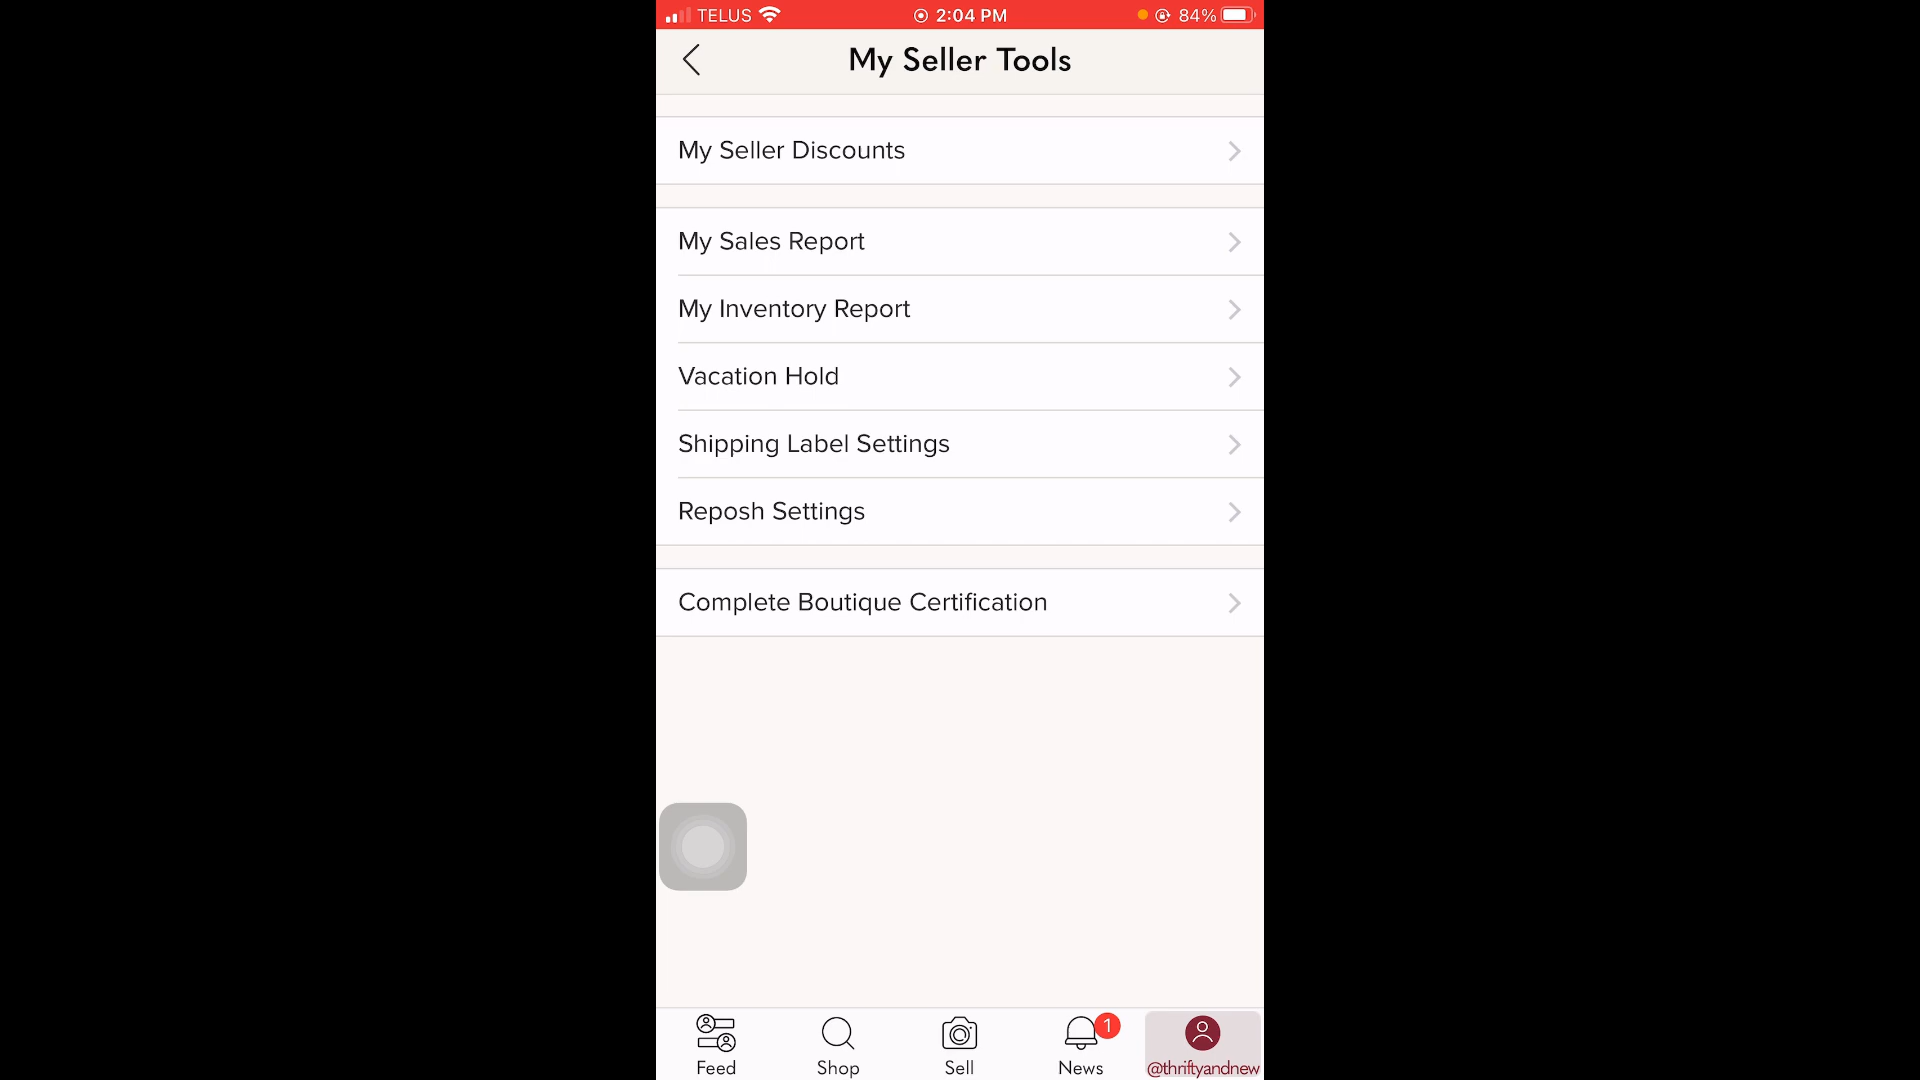 TELUS 2:04 PM 84%
My Seller Tools
My Seller Discounts
My Sales Report
My Inventory Report
Vacation Hold
Shipping Label Settings
Reposh Settings
Complete Boutique Certification
1
Feed Shop Sell News @thriftyandnew